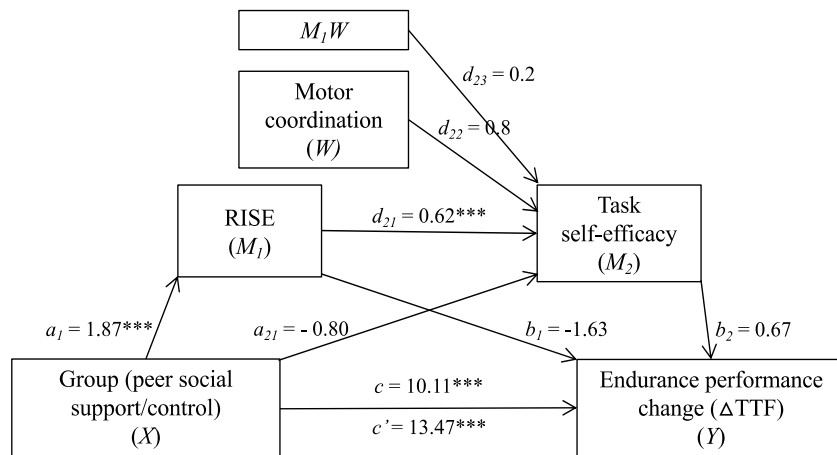 M₁W
d₂₃ = 0.2
Motor
coordination
(W)
d₂₂ = 0.8
RISE
(M₁)
d₂₁ = 0.62***
Task
self-efficacy
(M₂)
a₁ = 1.87***
a₂₁ = - 0.80
b₁ = -1.63
b₂ = 0.67
Group (peer social
support/control)
(X)
c = 10.11***
c’ = 13.47***
Endurance performance
change (△TTF)
(Y)